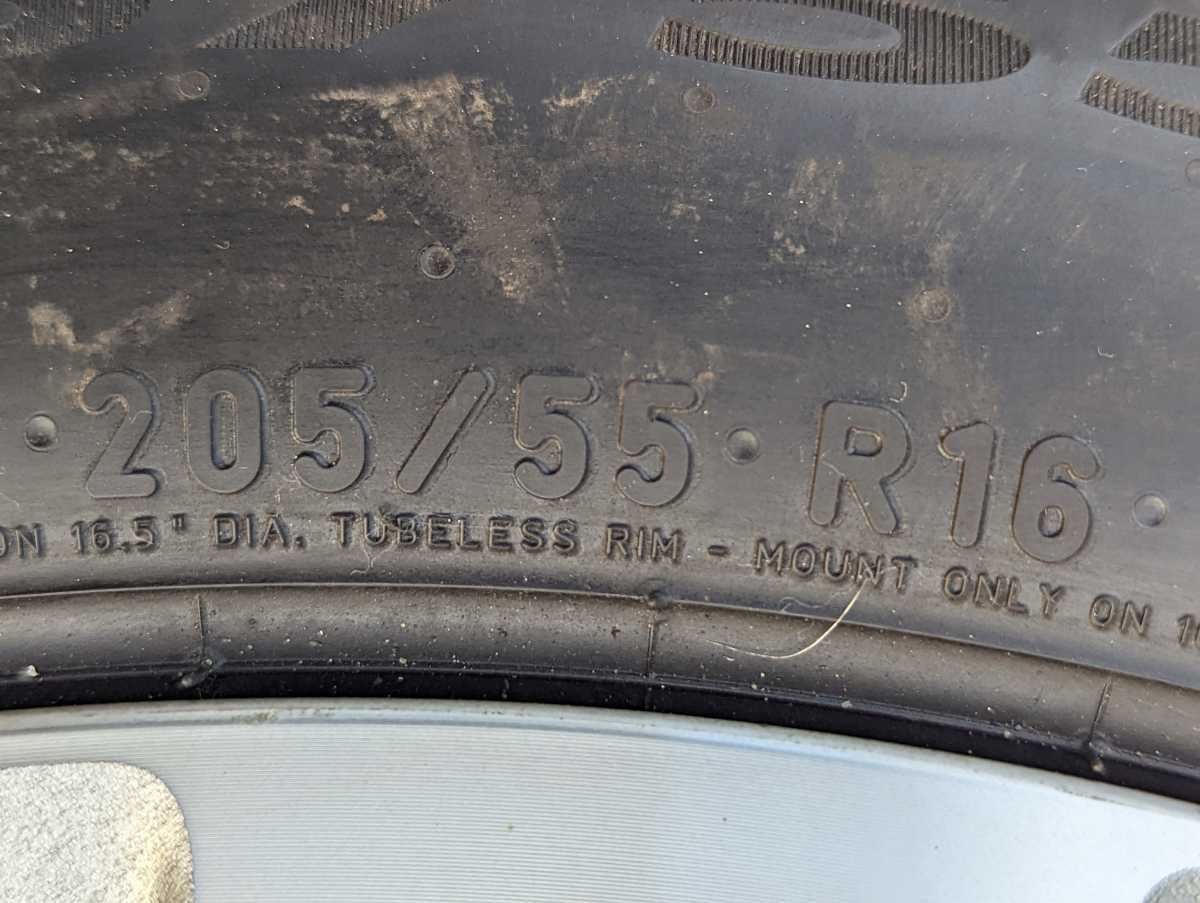 205/55 R16
ON 16.5" DIA. TUBELESS RIM - MOUNT ONLY ON